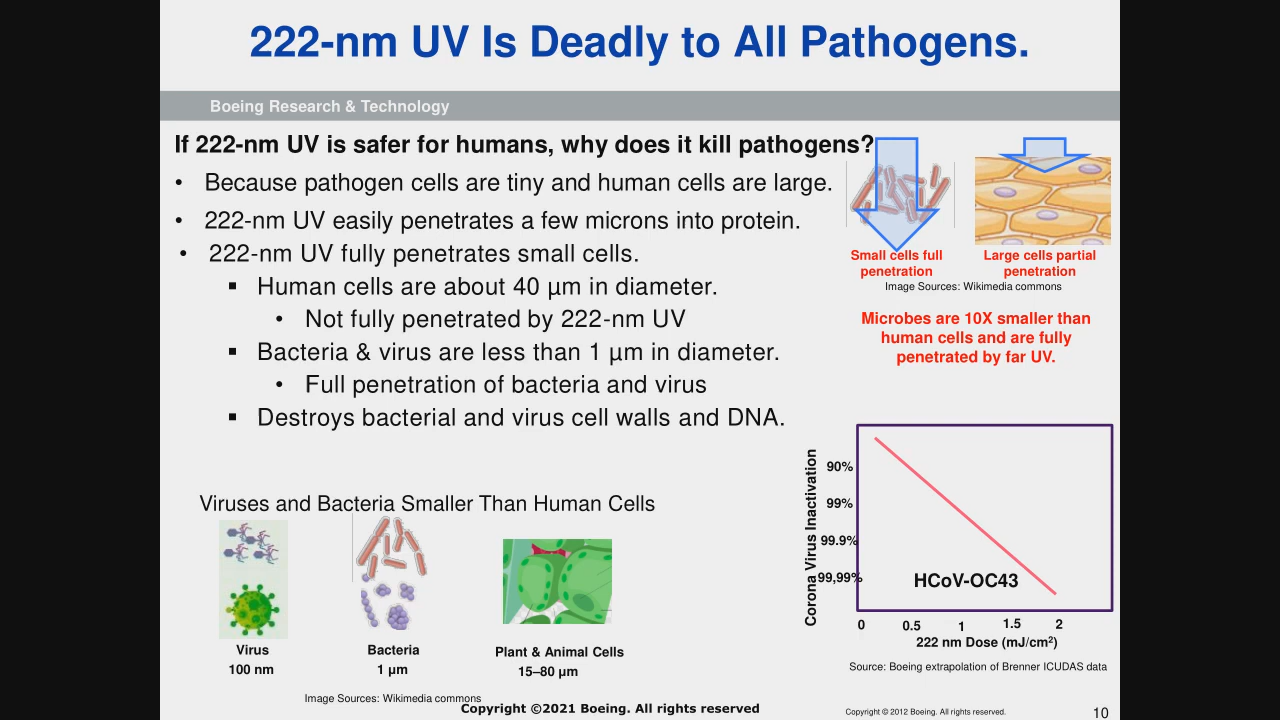 222-nm UV Is Deadly to All Pathogens.
Boeing Research & Technology
If 222-nm UV is safer for humans, why does it kill pathogens?
• Because pathogen cells are tiny and human cells are large.
• 222-nm UV easily penetrates a few microns into protein.
• 222-nm UV fully penetrates small cells.
▪ Human cells are about 40 µm in diameter.
• Not fully penetrated by 222-nm UV
▪ Bacteria & virus are less than 1 µm in diameter.
• Full penetration of bacteria and virus
▪ Destroys bacterial and virus cell walls and DNA.
Small cells full
penetration
Large cells partial
penetration
Image Sources: Wikimedia commons
Microbes are 10X smaller than
human cells and are fully
penetrated by far UV.
Viruses and Bacteria Smaller Than Human Cells
Virus
100 nm
Bacteria
1 µm
Plant & Animal Cells
15–80 µm
Image Sources: Wikimedia commons
Corona Virus Inactivation
90%
99%
99.9%
99,99%
HCoV-OC43
0 0.5 1 1.5 2
222 nm Dose (mJ/cm²)
Source: Boeing extrapolation of Brenner ICUDAS data
Copyright ©2021 Boeing. All rights reserved
Copyright © 2012 Boeing. All rights reserved.
10